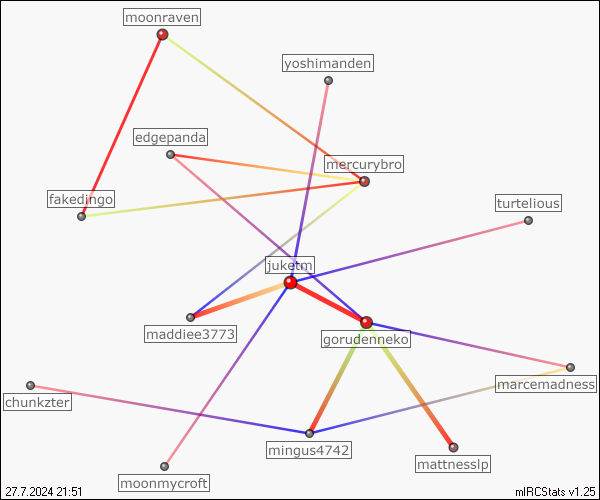 moonraven
yoshimanden
edgepanda
mercurybro
fakedingo
turtelious
juketm
maddiee3773
gorudenneko
marcemadness
chunkzter
mingus4742
mattnesslp
moonmycroft
27.7.2024 21:51
mIRCStats v1.25